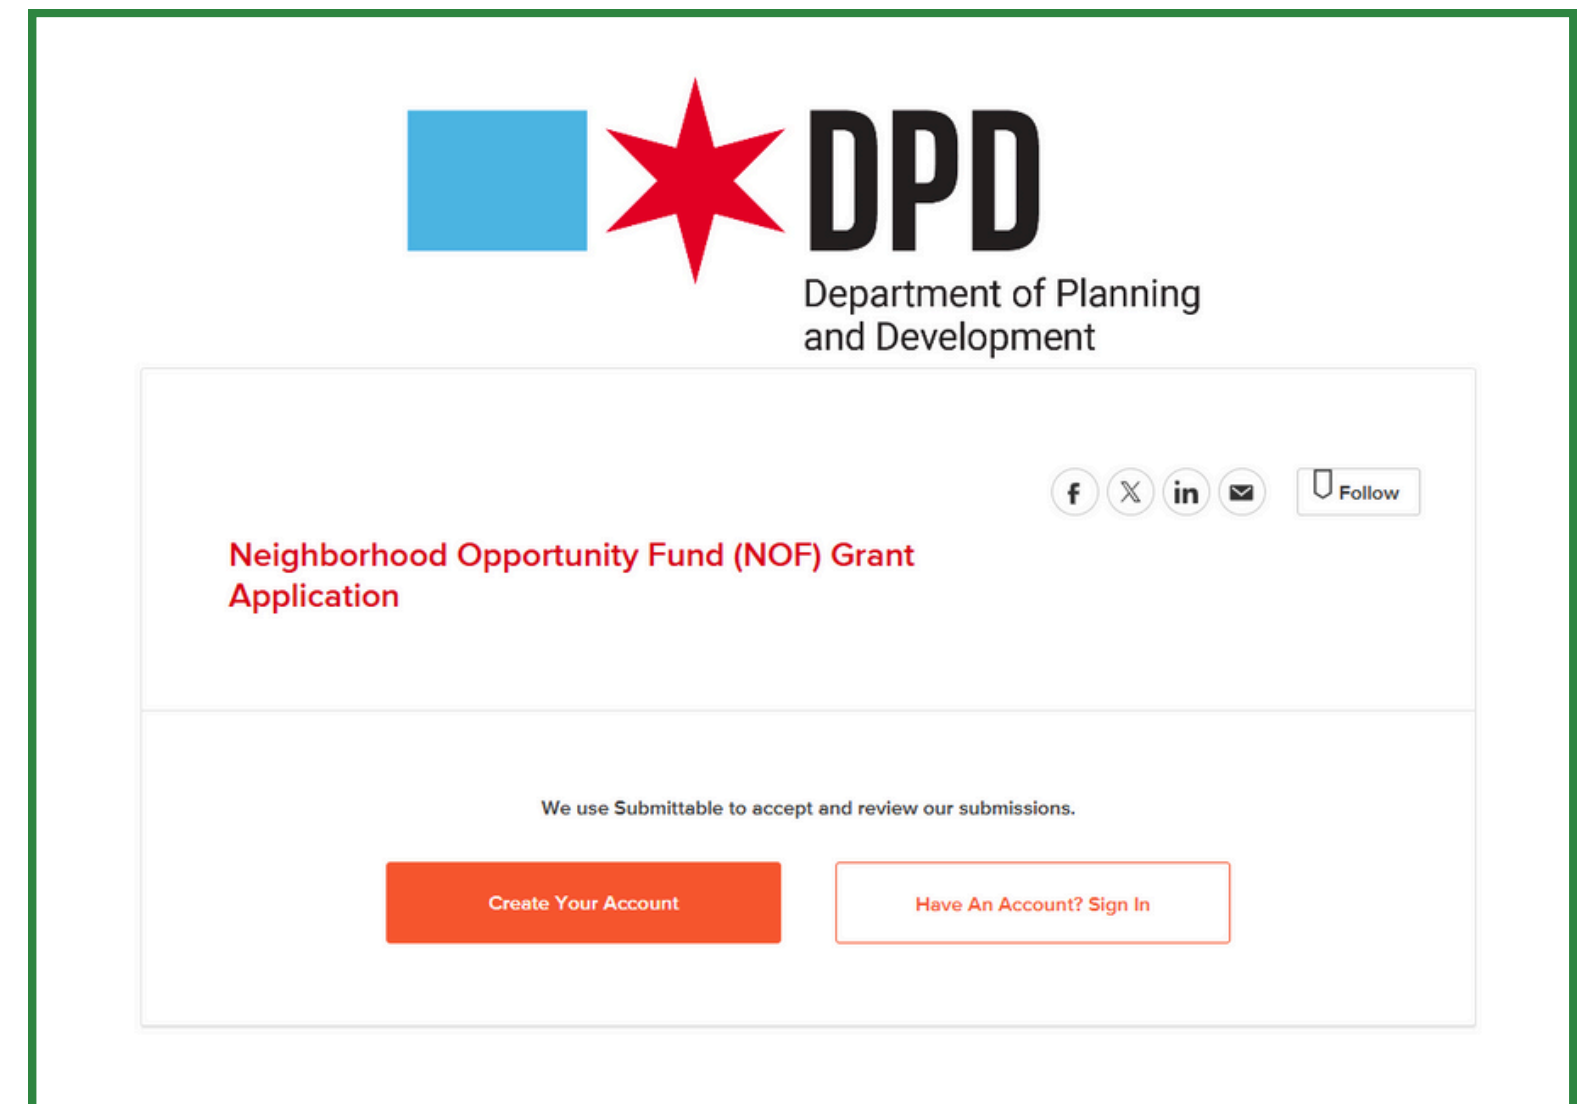 DPD
Department of Planning
and Development
Follow
Neighborhood Opportunity Fund (NOF) Grant
Application
We use Submittable to accept and review our submissions.
Create Your Account
Have An Account? Sign In